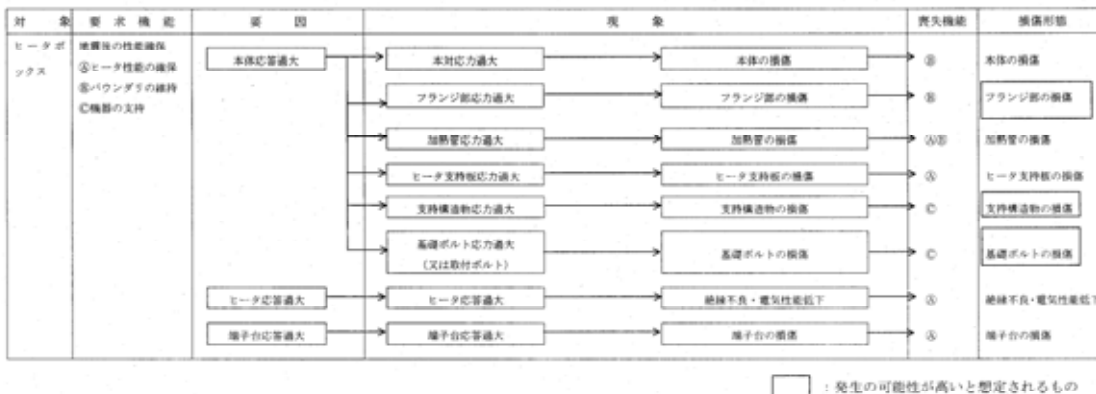 対象 要求機能 要因 現象 喪失機能 損傷形態
ヒータボックス 地震後の性能確保
Ⓐヒータ性能の確保
Ⓑバウンダリの維持
Ⓒ機器の支持
本体応答過大 本対応力過大 本体の損傷 Ⓑ 本体の損傷
フランジ部応力過大 フランジ部の損傷 Ⓑ フランジ部の損傷
加熱管応力過大 加熱管の損傷 ⒶⒷ 加熱管の損傷
ヒータ支持板応力過大 ヒータ支持板の損傷 Ⓐ ヒータ支持板の損傷
支持構造物応力過大 支持構造物の損傷 Ⓒ 支持構造物の損傷
基礎ボルト応力過大 基礎ボルトの損傷 Ⓒ 基礎ボルトの損傷
(又は取付ボルト)
ヒータ応答過大 ヒータ応答過大 絶縁不良・電気性能低下 Ⓐ 絶縁不良・電気性能低下
端子台応答過大 端子台応答過大 端子台の損傷 Ⓐ 端子台の損傷
:発生の可能性が高いと想定されるもの